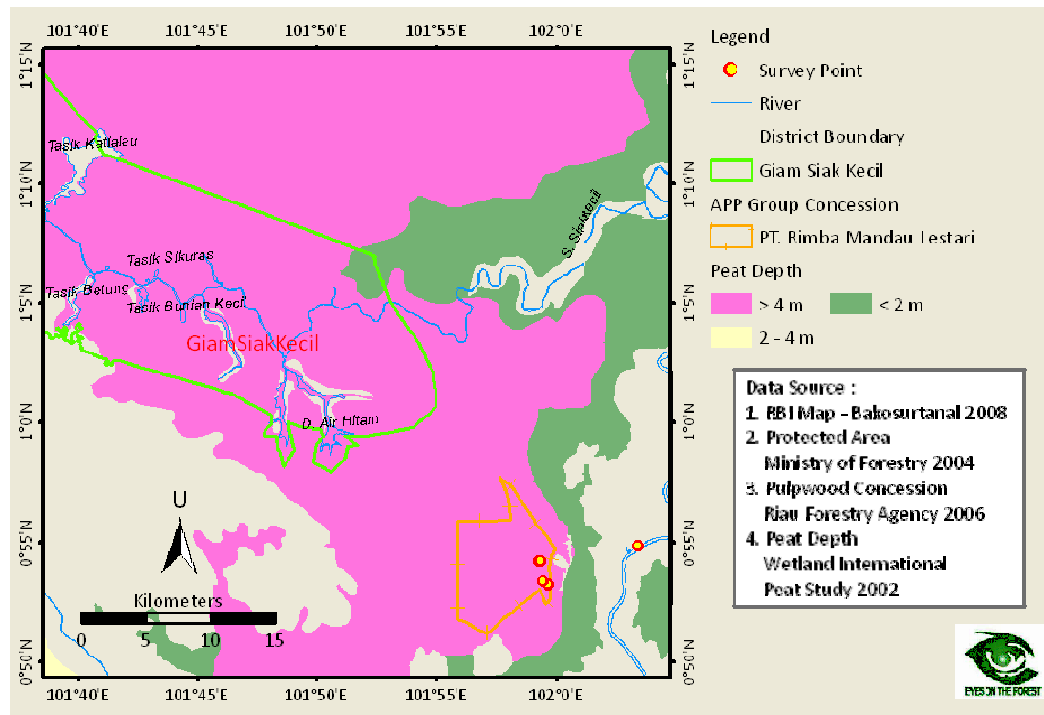 101°40'E 101°45'E 101°50'E 101°55'E 102°0'E
1°15'N
1°10'N
1°5'N
1°0'N
0°55'N
0°50'N
Tasik Sikuras
Tasik Betung
Tasik Bunian Kecil
GiamSiakKecil
D. Air Hitam
S. Siakkecil
U
Kilometers
0 5 10 15
1°15'N
1°10'N
1°5'N
1°0'N
0°55'N
0°50'N
101°40'E 101°45'E 101°50'E 101°55'E 102°0'E
Legend
Survey Point
River
District Boundary
Giam Siak Kecil
APP Group Concession
PT. Rimba Mandau Lestari
Peat Depth
> 4 m < 2 m
2 - 4 m
Data Source :
1. RBI Map - Bakosurtanal 2008
2. Protected Area
Ministry of Forestry 2004
3. Pulpwood Concession
Riau Forestry Agency 2006
4. Peat Depth
Wetland International
Peat Study 2002
EYES ON THE FOREST